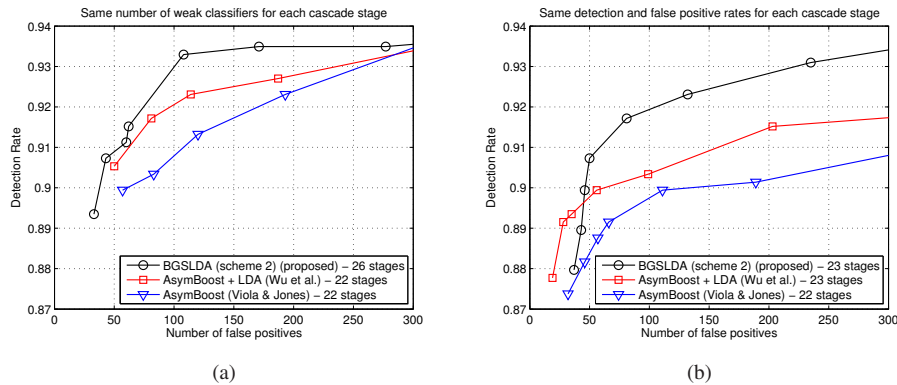 Same number of weak classifiers for each cascade stage
0.94
0.93
0.92
0.91
0.9
0.89
0.88
0.87
Detection Rate
BGSLDA (scheme 2) (proposed) − 26 stages
AsymBoost + LDA (Wu et al.) − 22 stages
AsymBoost (Viola & Jones) − 22 stages
0 50 100 150 200 250 300
Number of false positives
(a)
Same detection and false positive rates for each cascade stage
0.94
0.93
0.92
0.91
0.9
0.89
0.88
0.87
Detection Rate
BGSLDA (scheme 2) (proposed) − 23 stages
AsymBoost + LDA (Wu et al.) − 23 stages
AsymBoost (Viola & Jones) − 22 stages
0 50 100 150 200 250 300
Number of false positives
(b)